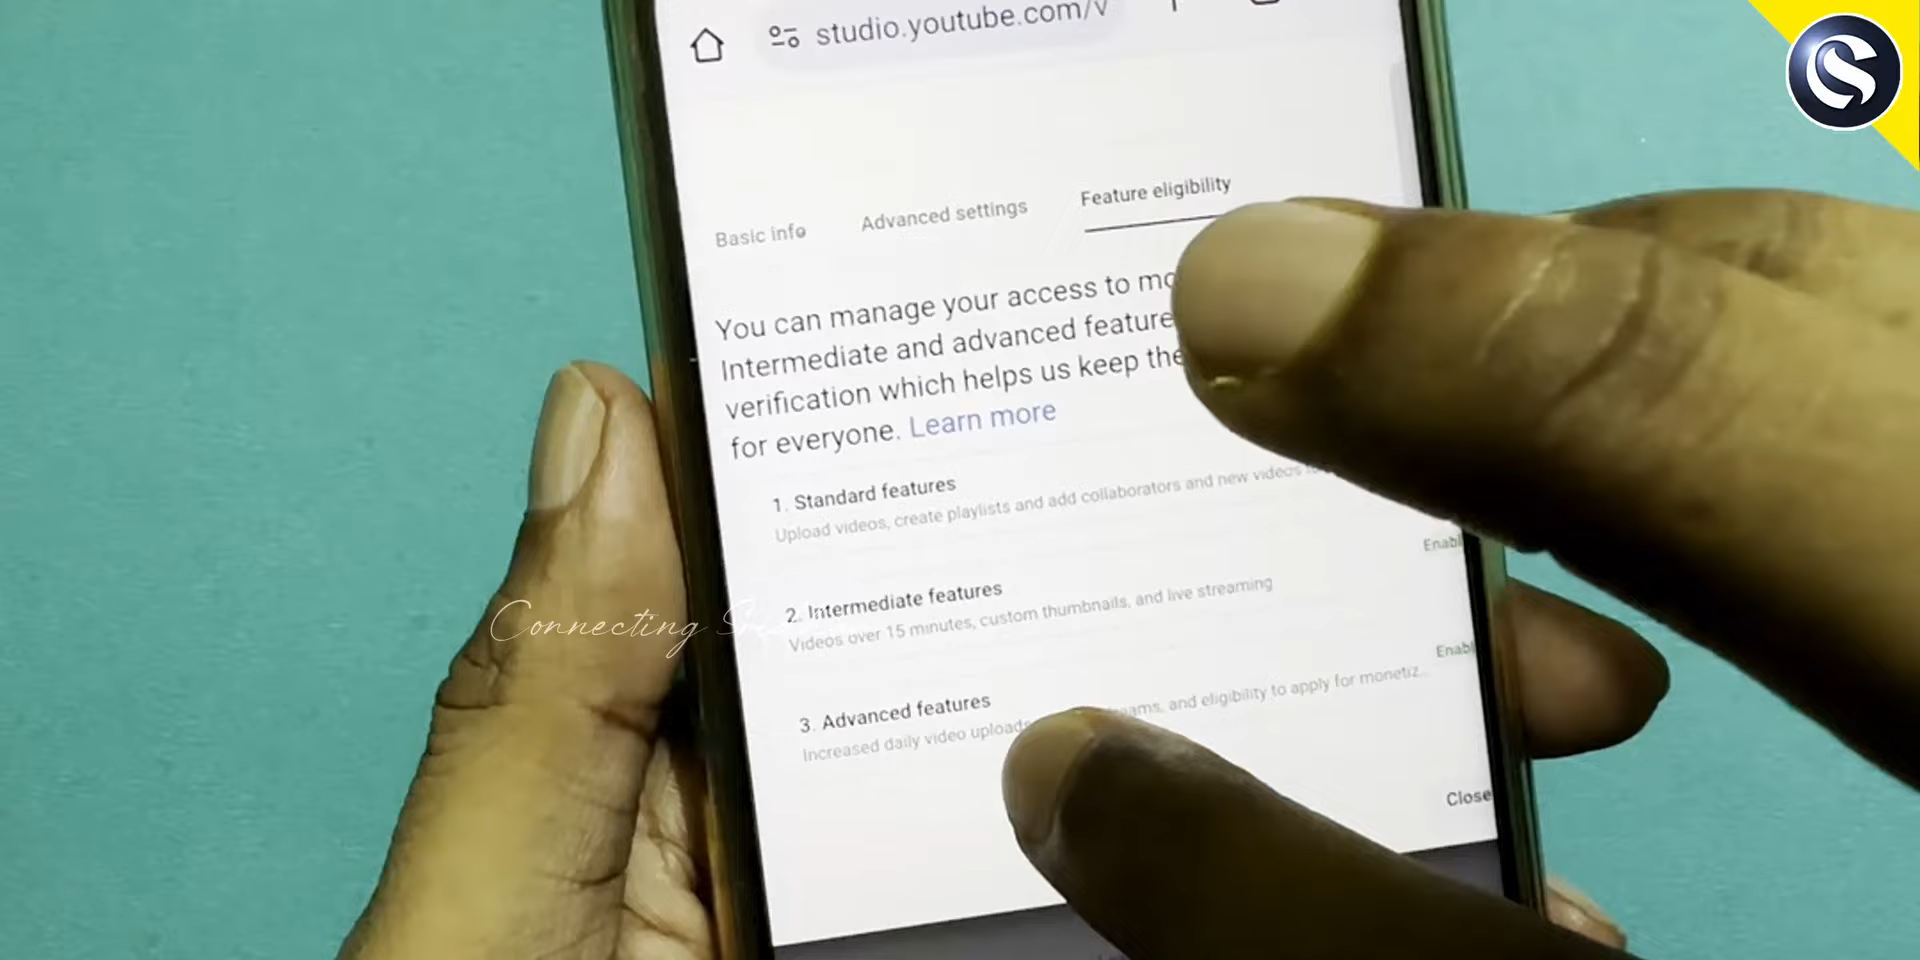 studio.youtube.com/v
Basic info
Advanced settings
Feature eligibility
You can manage your access to
Intermediate and advanced feature
verification which helps us keep the
for everyone. Learn more
1. Standard features
Upload videos, create playlists and add collaborators and new videos
Enabl
2. Intermediate features
Videos over 15 minutes, custom thumbnails, and live streaming
Enabl
3. Advanced features
Increased daily video uploads and eligibility to apply for monetiz...
Close
Connecting